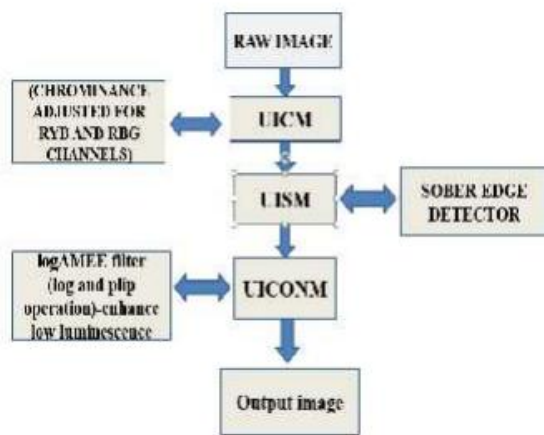 RAW IMAGE
(CHROMINANCE
ADJUSTED FOR
RYB AND RBG
CHANNELS)
UICM
UISM
SOBER EDGE
DETECTOR
logAMEE filter
(log and plip
operation)-enhance
low luminescence
UICONM
Output image